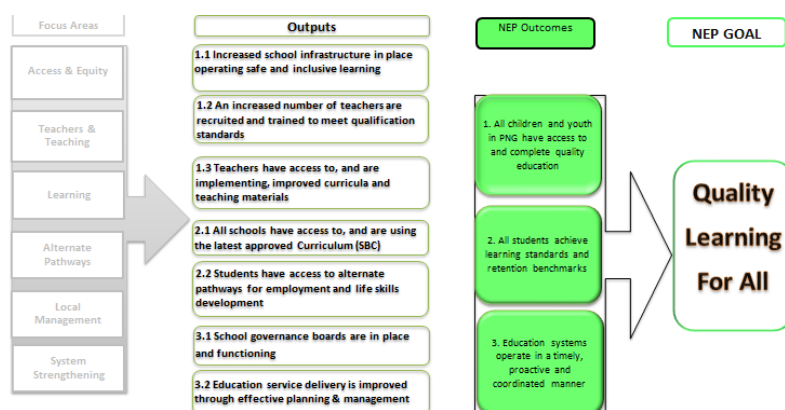 Focus Areas
Access & Equity
Teachers &
Teaching
Learning
Alternate
Pathways
Local
Management
System
Strengthening
Outputs
1.1 Increased school infrastructure in place
operating safe and inclusive learning
1.2 An increased number of teachers are
recruited and trained to meet qualification
standards
1.3 Teachers have access to, and are
implementing, improved curricula and
teaching materials
2.1 All schools have access to, and are using
the latest approved Curriculum (SBC)
2.2 Students have access to alternate
pathways for employment and life skills
development
3.1 School governance boards are in place
and functioning
3.2 Education service delivery is improved
through effective planning & management
NEP Outcomes
1. All children and youth
in PNG have access to
and complete quality
education
2. All students achieve
learning standards and
retention benchmarks
3. Education systems
operate in a timely,
proactive and
coordinated manner
NEP GOAL
Quality
Learning
For All